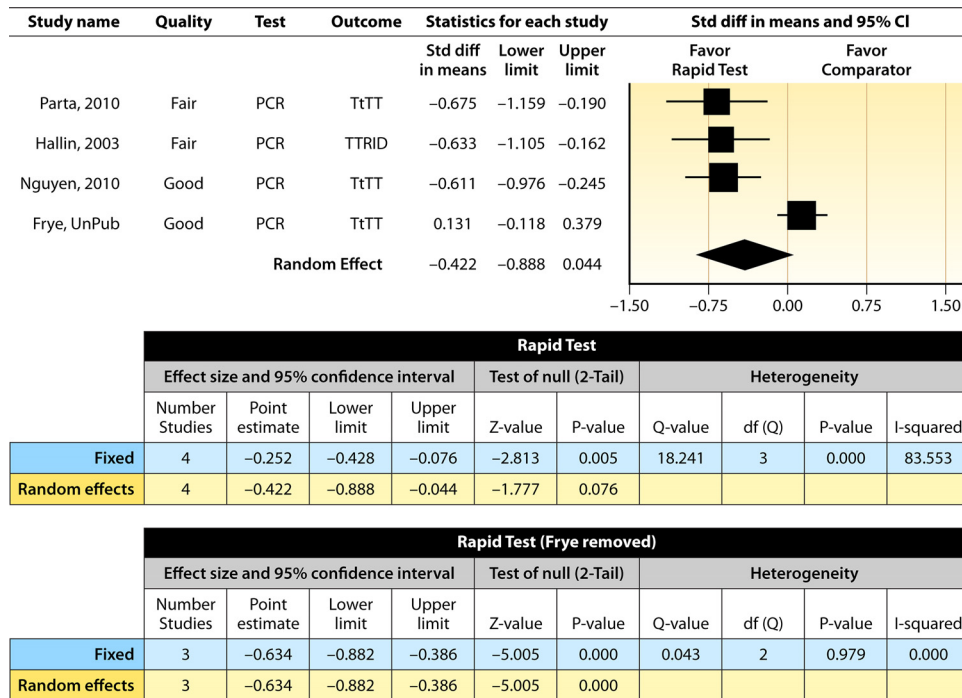 Study name Quality Test Outcome Statistics for each study Std diff in means and 95% CI
Std diff in means Lower limit Upper limit Favor Rapid Test Favor Comparator
Parta, 2010 Fair PCR TtTT −0.675 −1.159 −0.190
Hallin, 2003 Fair PCR TTRID −0.633 −1.105 −0.162
Nguyen, 2010 Good PCR TtTT −0.611 −0.976 −0.245
Frye, UnPub Good PCR TtTT 0.131 −0.118 0.379
Random Effect −0.422 −0.888 0.044
−1.50 −0.75 0.00 0.75 1.50
Rapid Test
Effect size and 95% confidence interval Test of null (2-Tail) Heterogeneity
Number Studies Point estimate Lower limit Upper limit Z-value P-value Q-value df (Q) P-value I-squared
Fixed 4 −0.252 −0.428 −0.076 −2.813 0.005 18.241 3 0.000 83.553
Random effects 4 −0.422 −0.888 −0.044 −1.777 0.076
Rapid Test (Frye removed)
Effect size and 95% confidence interval Test of null (2-Tail) Heterogeneity
Number Studies Point estimate Lower limit Upper limit Z-value P-value Q-value df (Q) P-value I-squared
Fixed 3 −0.634 −0.882 −0.386 −5.005 0.000 0.043 2 0.979 0.000
Random effects 3 −0.634 −0.882 −0.386 −5.005 0.000